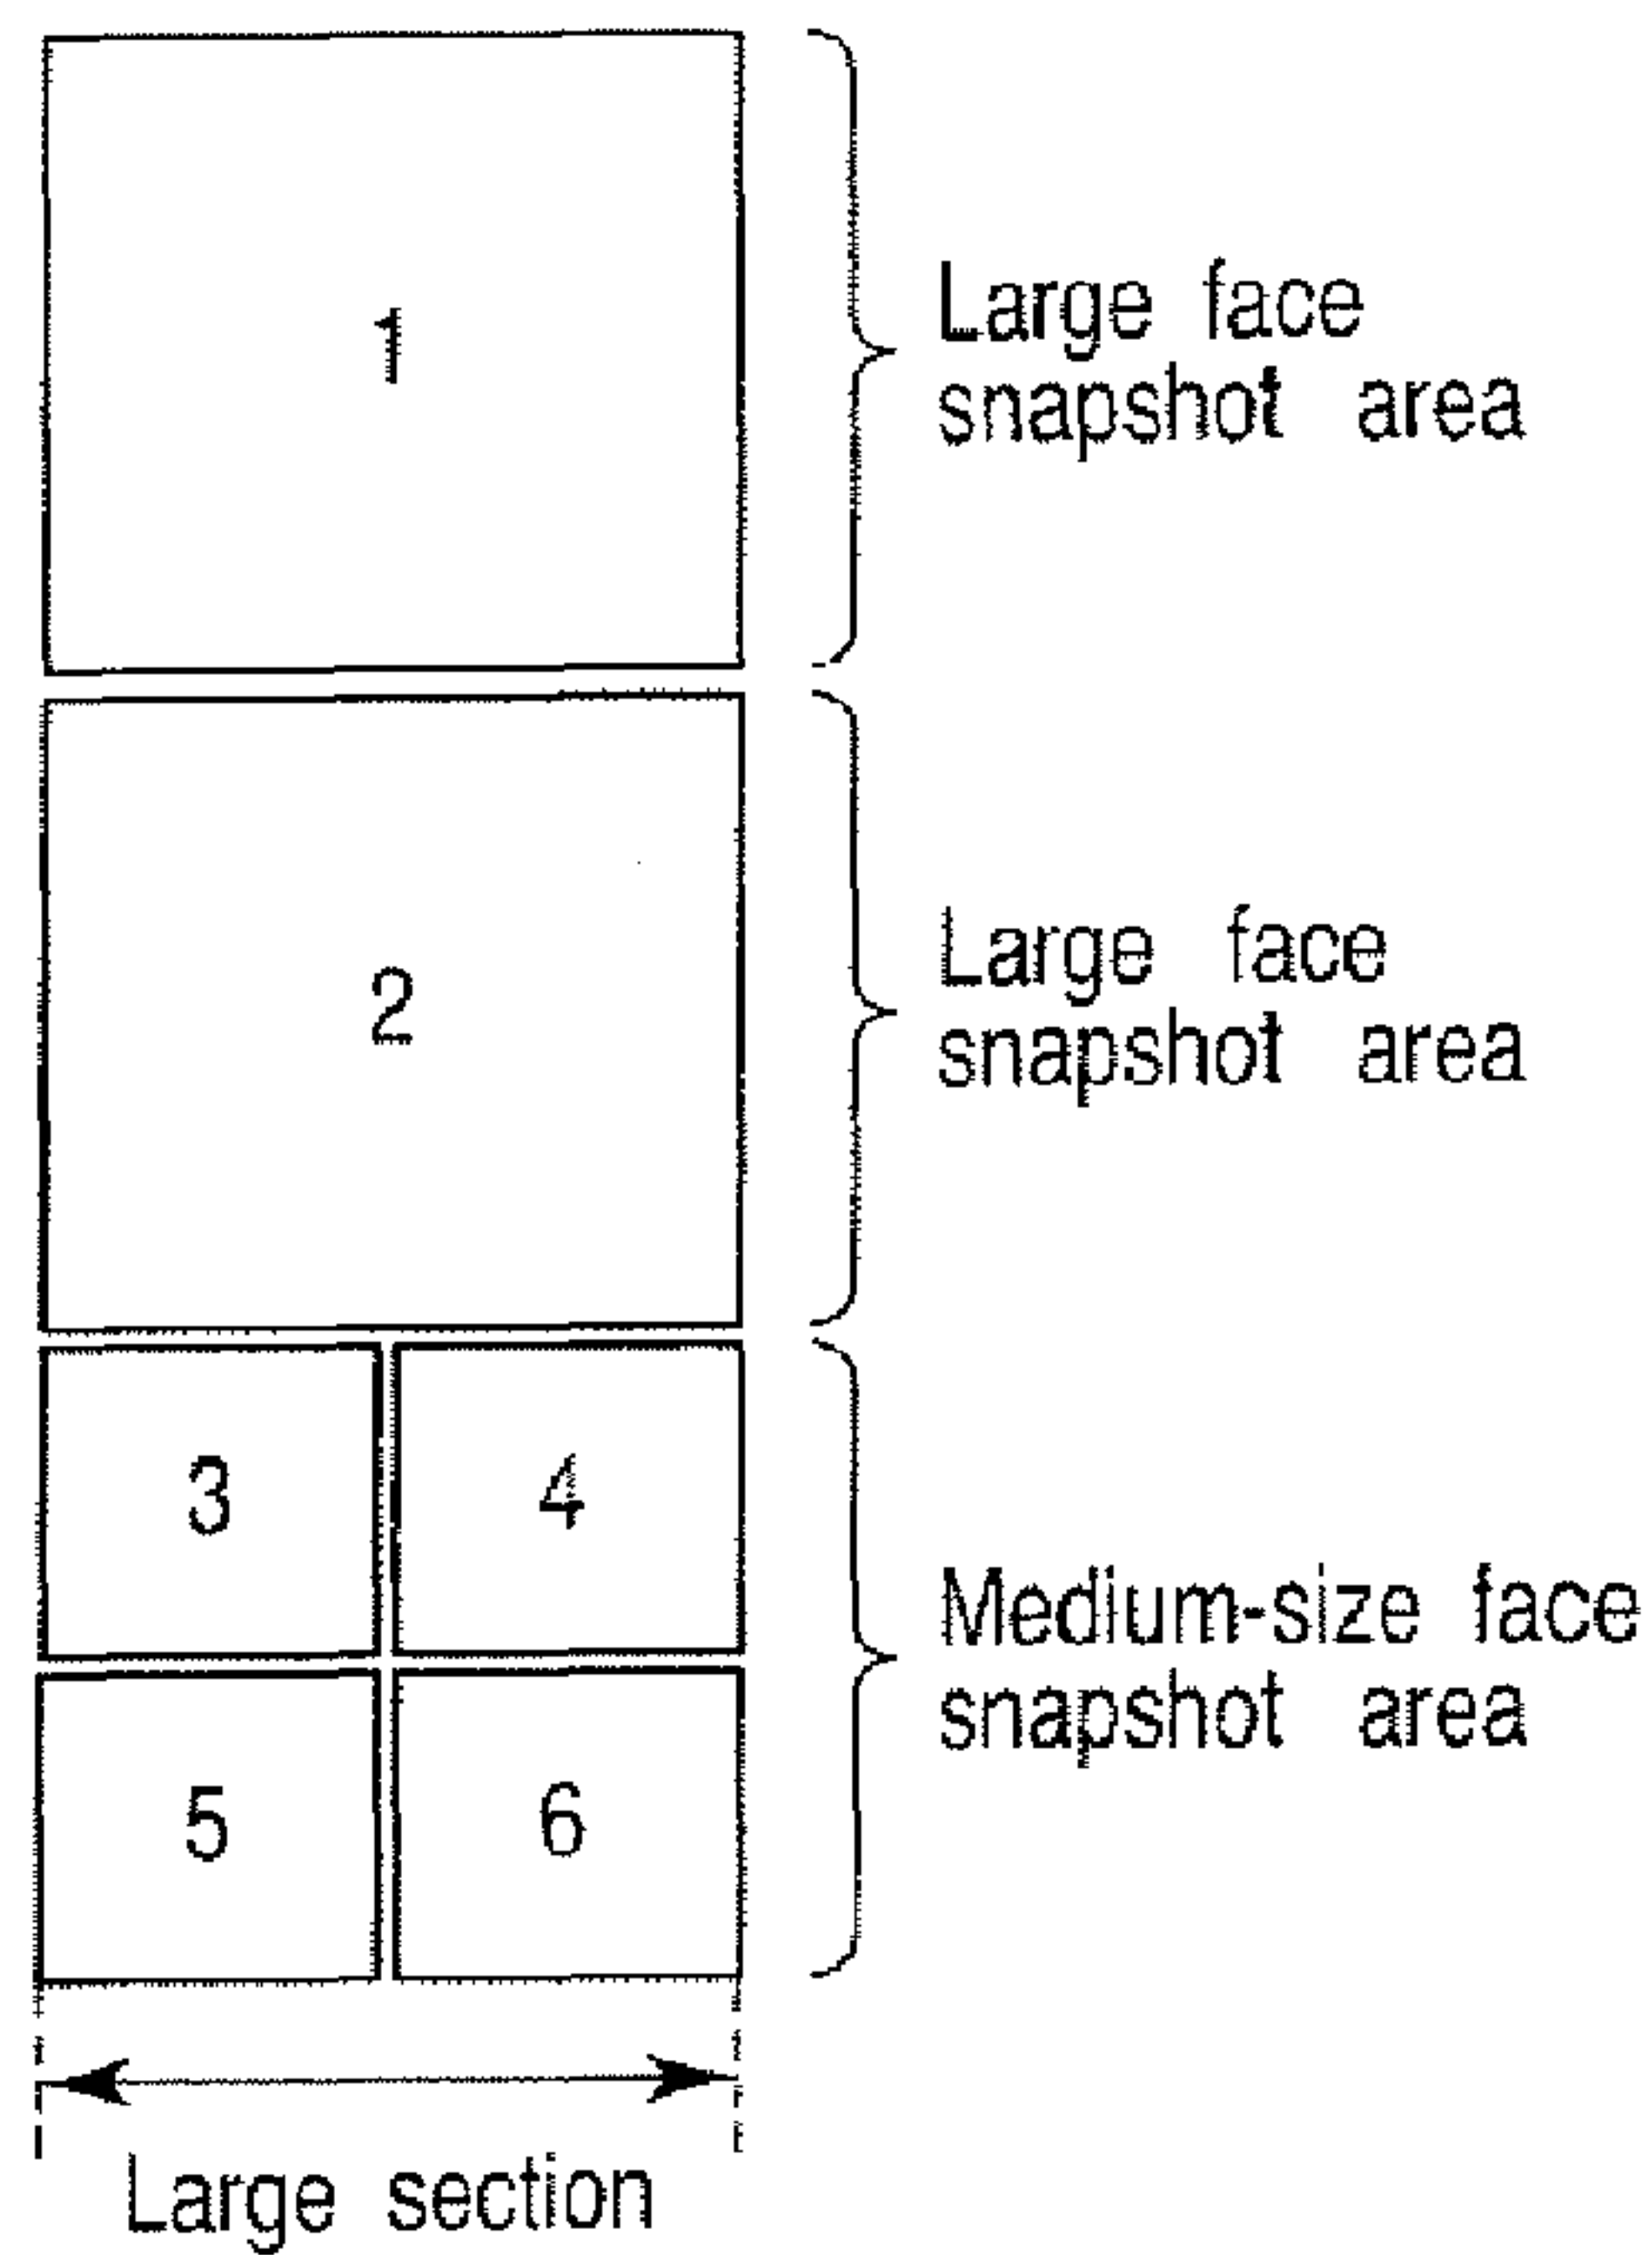 1
Large face
snapshot area
2
Large face
snapshot area
3 4
Medium-size face
snapshot area
5 6
Large section